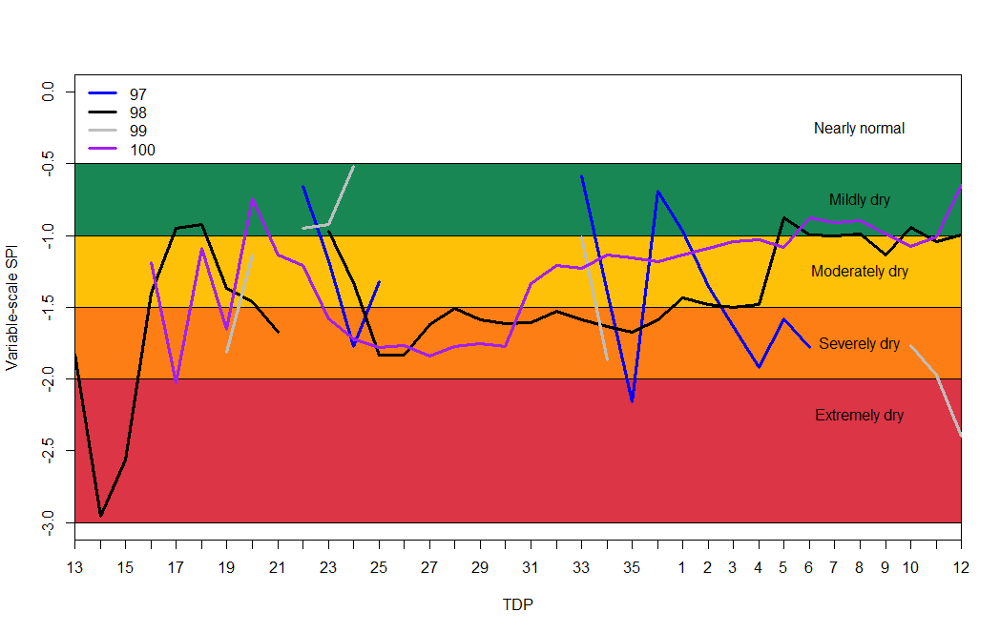 97
98
99
100
Nearly normal
Mildly dry
Moderately dry
Severely dry
Extremely dry
Variable-scale SPI
0.0
-0.5
-1.0
-1.5
-2.0
-2.5
-3.0
13 15 17 19 21 23 25 27 29 31 33 35 1 2 3 4 5 6 7 8 9 10 12
TDP